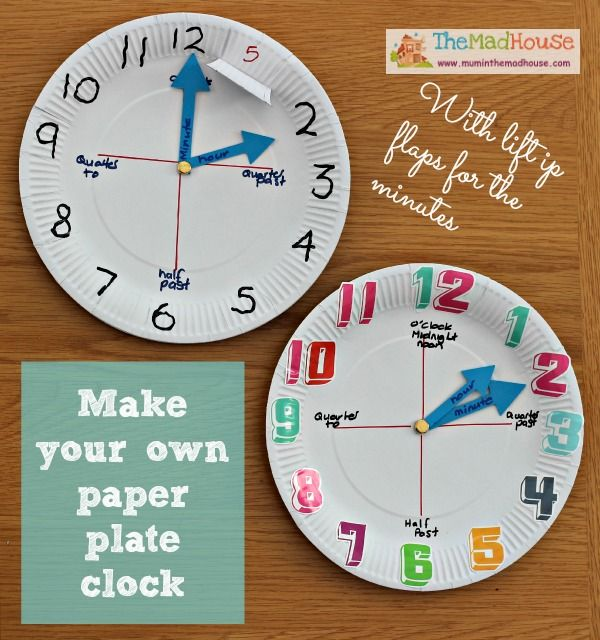 TheMadHouse
www.muminthemadhouse.com
With lift ip
flaps for the
minutes
12
11
5
10
2
9
3
8
4
7
5
6
minute
hour
Quarter
to
Quarter
past
half
past
12
11
1
10
2
9
3
8
4
7
5
6
O'clock
Midnight
noon
hour
minute
Quarter
to
Quarter
past
Half
Past
Make
your own
paper
plate
clock